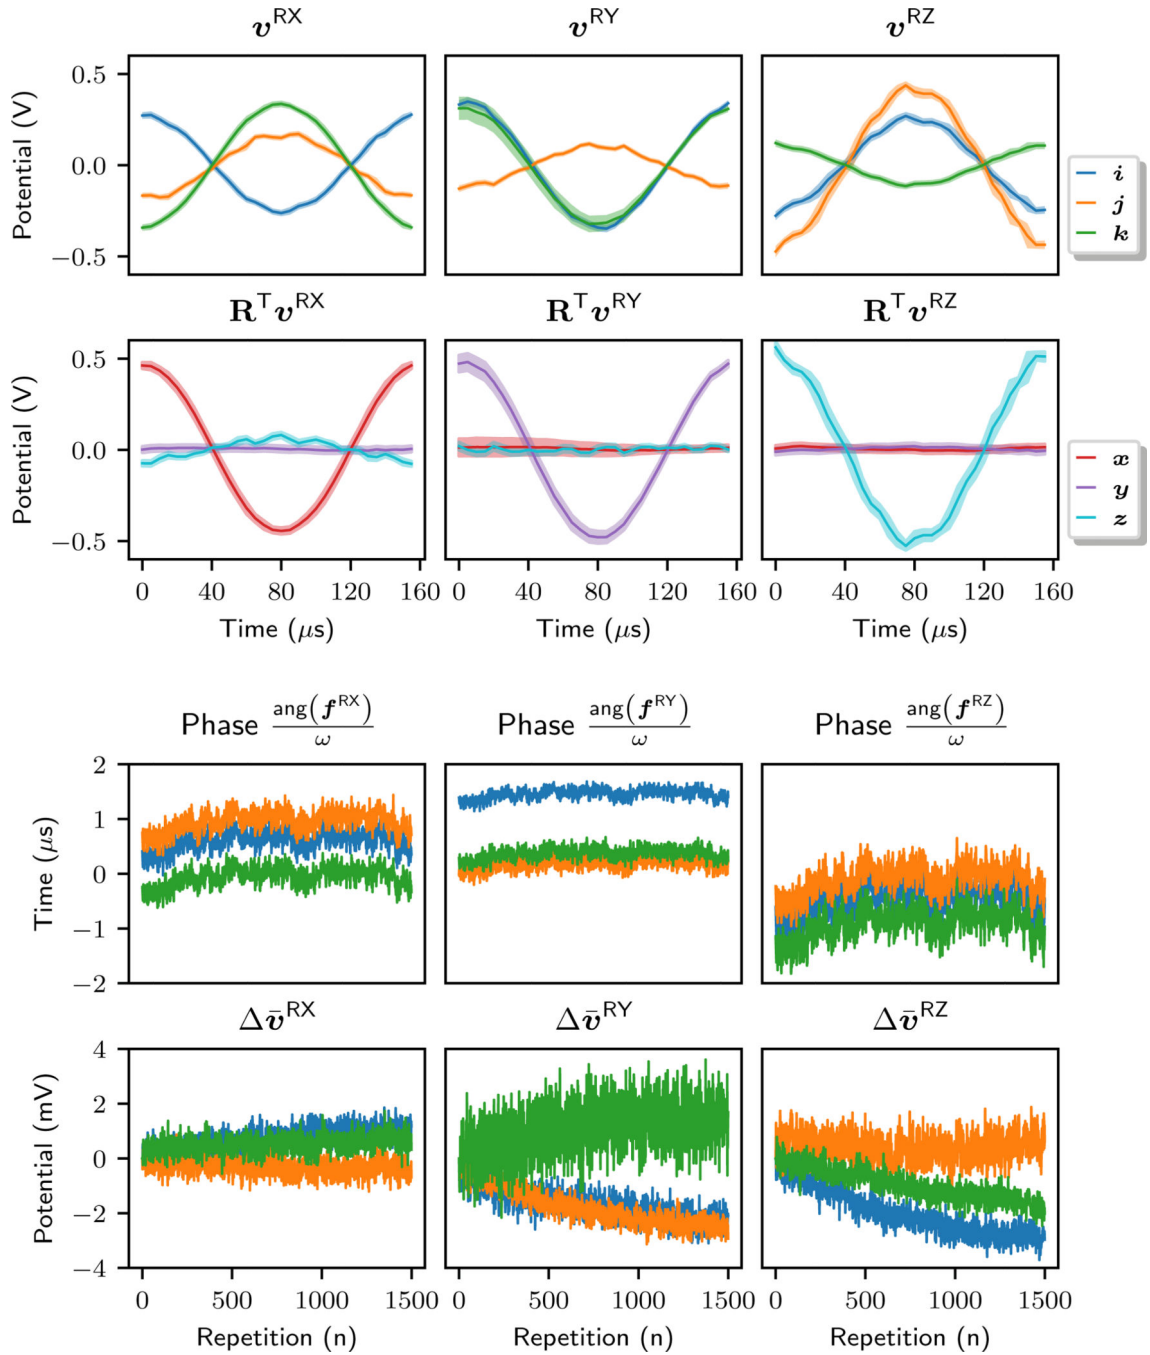 v^RX v^RY v^RZ
Potential (V)
0.5
0.0
−0.5
i
j
k
R^T v^RX R^T v^RY R^T v^RZ
Potential (V)
0.5
0.0
−0.5
x
y
z
0 40 80 120 160 0 40 80 120 160 0 40 80 120 160
Time (μs) Time (μs) Time (μs)
Phase ang(f^RX)/ω Phase ang(f^RY)/ω Phase ang(f^RZ)/ω
Time (μs)
2
1
0
−1
−2
Δv̄^RX Δv̄^RY Δv̄^RZ
Potential (mV)
4
2
0
−2
−4
0 500 1000 1500 0 500 1000 1500 0 500 1000 1500
Repetition (n) Repetition (n) Repetition (n)